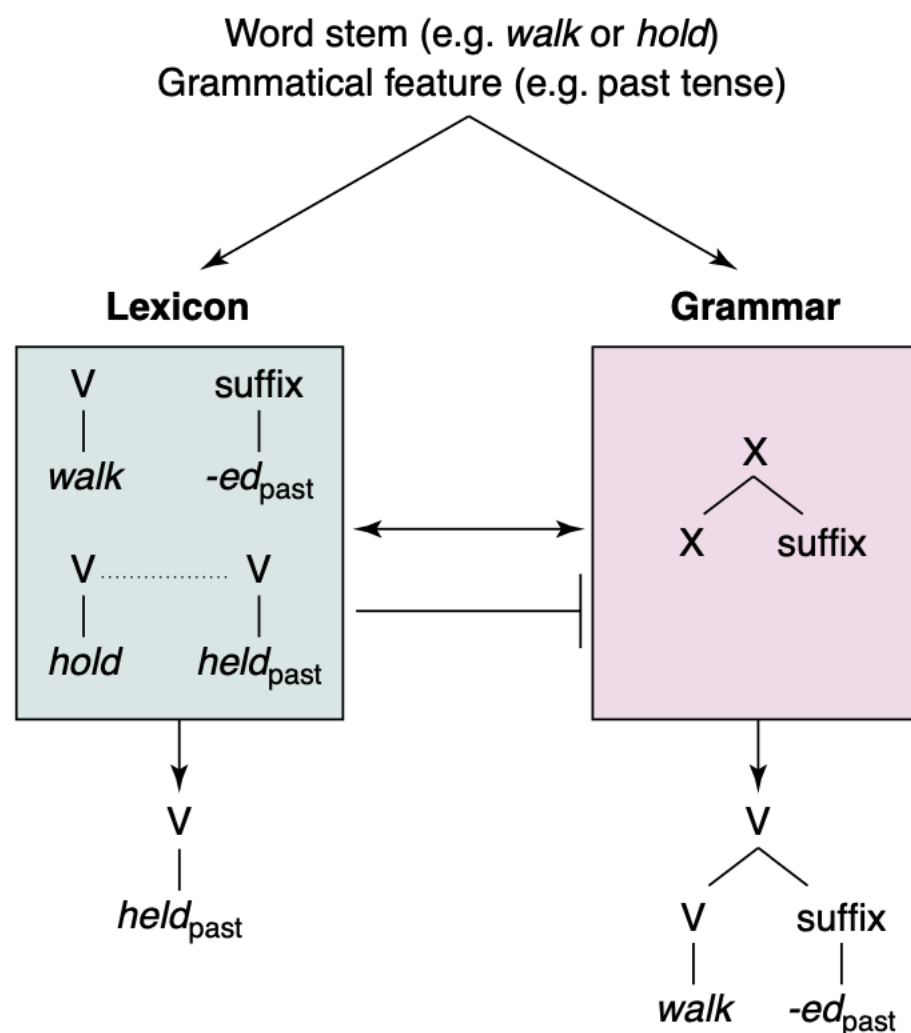 Word stem (e.g. walk or hold)
Grammatical feature (e.g. past tense)
Lexicon
Grammar
V suffix
walk -edpast
V V
hold heldpast
X
X suffix
V
heldpast
V
V suffix
walk -edpast